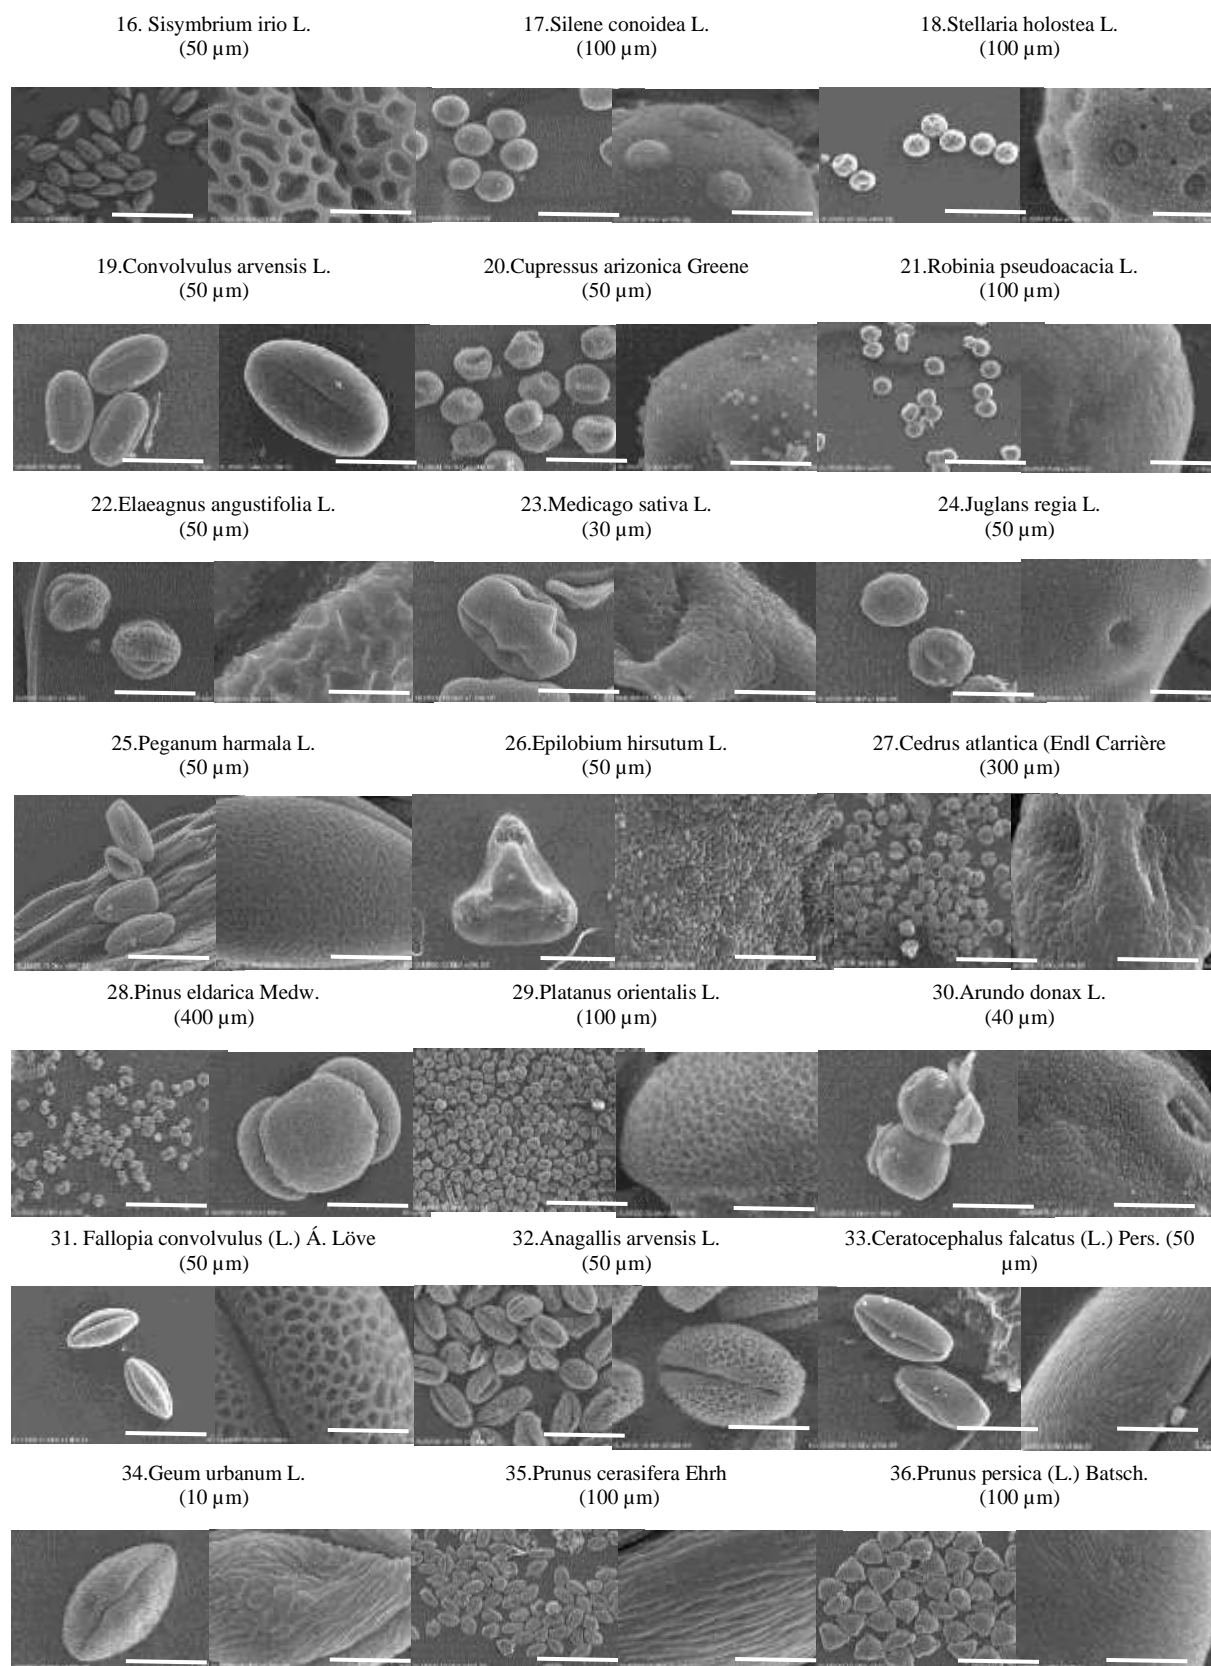 16. Sisymbrium irio L.
(50 µm)
17.Silene conoidea L.
(100 µm)
18.Stellaria holostea L.
(100 µm)
19.Convolvulus arvensis L.
(50 µm)
20.Cupressus arizonica Greene
(50 µm)
21.Robinia pseudoacacia L.
(100 µm)
22.Elaeagnus angustifolia L.
(50 µm)
23.Medicago sativa L.
(30 µm)
24.Juglans regia L.
(50 µm)
25.Peganum harmala L.
(50 µm)
26.Epilobium hirsutum L.
(50 µm)
27.Cedrus atlantica (Endl Carrière
(300 µm)
28.Pinus eldarica Medw.
(400 µm)
29.Platanus orientalis L.
(100 µm)
30.Arundo donax L.
(40 µm)
31. Fallopia convolvulus (L.) Á. Löve
(50 µm)
32.Anagallis arvensis L.
(50 µm)
33.Ceratocephalus falcatus (L.) Pers. (50
µm)
34.Geum urbanum L.
(10 µm)
35.Prunus cerasifera Ehrh
(100 µm)
36.Prunus persica (L.) Batsch.
(100 µm)